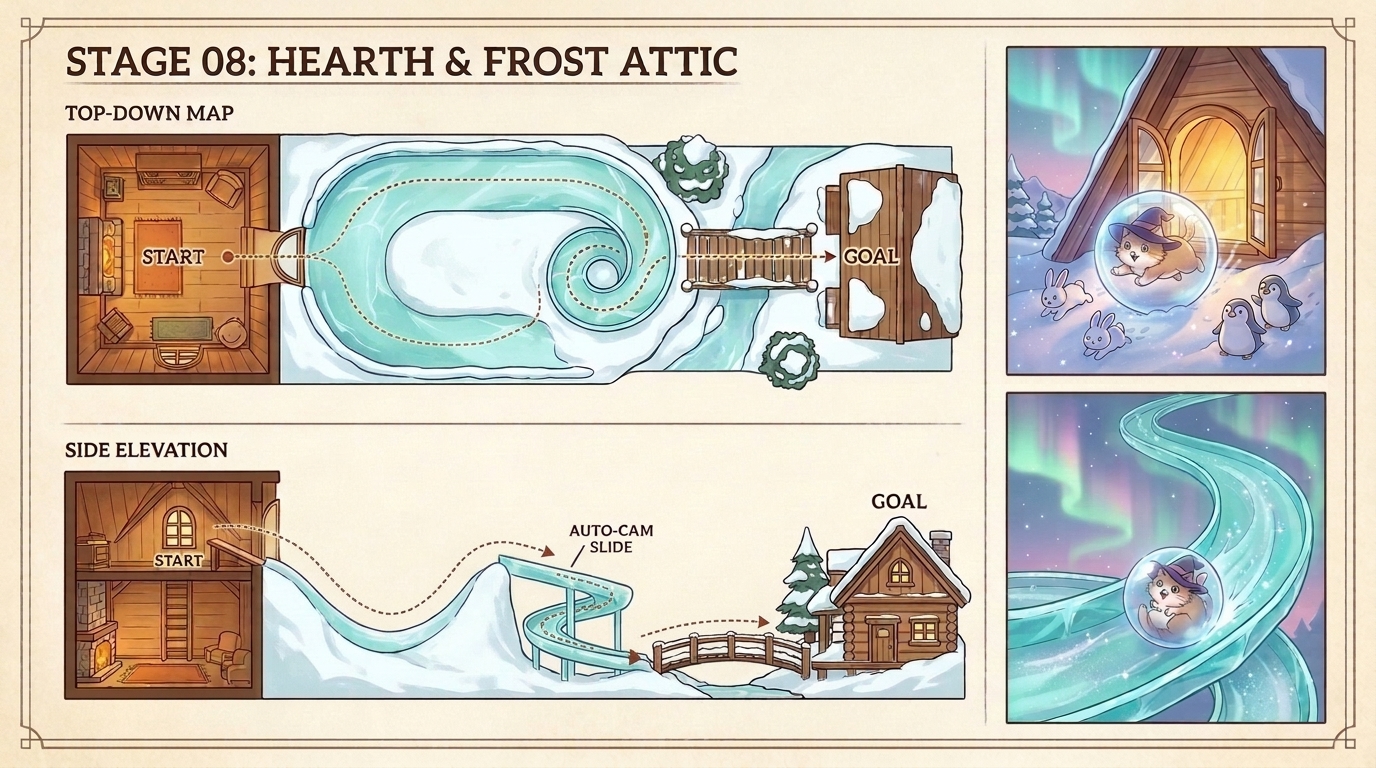 STAGE 08: HEARTH & FROST ATTIC
TOP-DOWN MAP
START
GOAL
SIDE ELEVATION
START
AUTO-CAM
SLIDE
GOAL